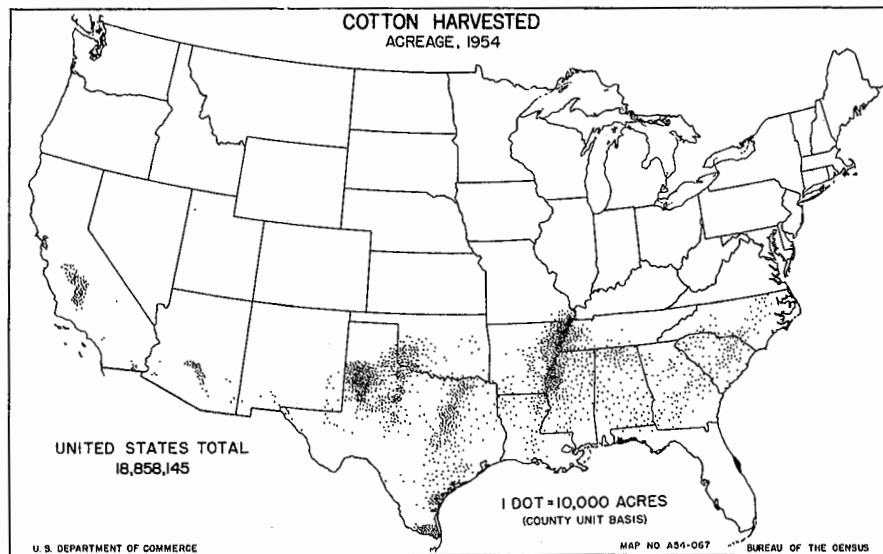 COTTON HARVESTED
ACREAGE, 1954
UNITED STATES TOTAL
18,858,145
1 DOT = 10,000 ACRES
(COUNTY UNIT BASIS)
U. S. DEPARTMENT OF COMMERCE
MAP NO. A54-067
BUREAU OF THE CENSUS